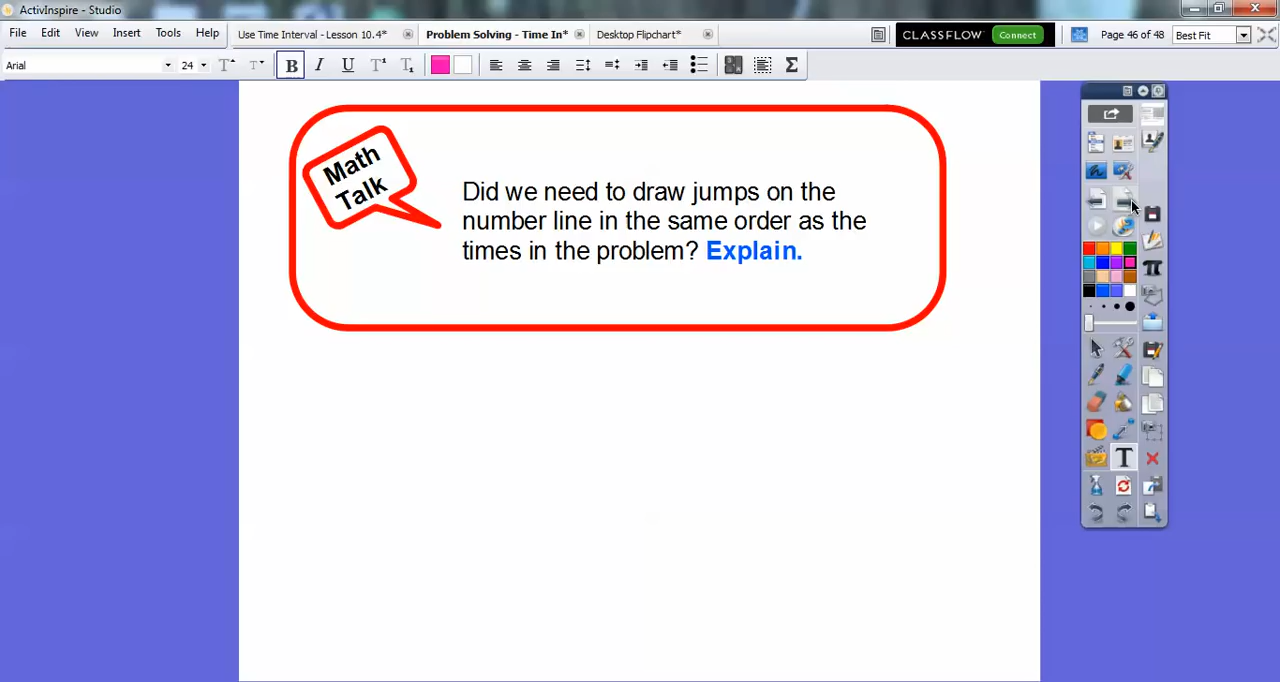 ActivInspire - Studio
File Edit View Insert Tools Help
Use Time Interval - Lesson 10.4*
Problem Solving - Time In*
Desktop Flipchart*
CLASSFLOW Connect
Page 46 of 48
Best Fit
Arial
24
Math
Talk
Did we need to draw jumps on the
number line in the same order as the
times in the problem? Explain.